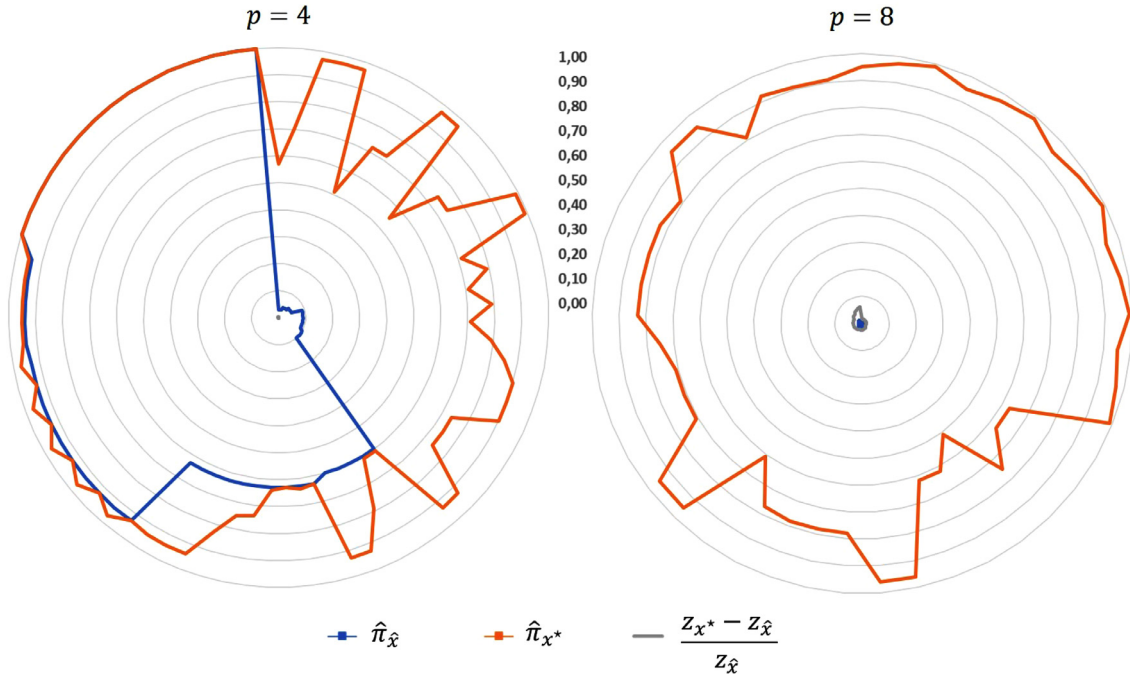 p = 4
p = 8
1,00
0,90
0,80
0,70
0,60
0,50
0,40
0,30
0,20
0,10
0,00
π̂_x̂
π̂_x⋆
z_x⋆ − z_x̂
z_x̂